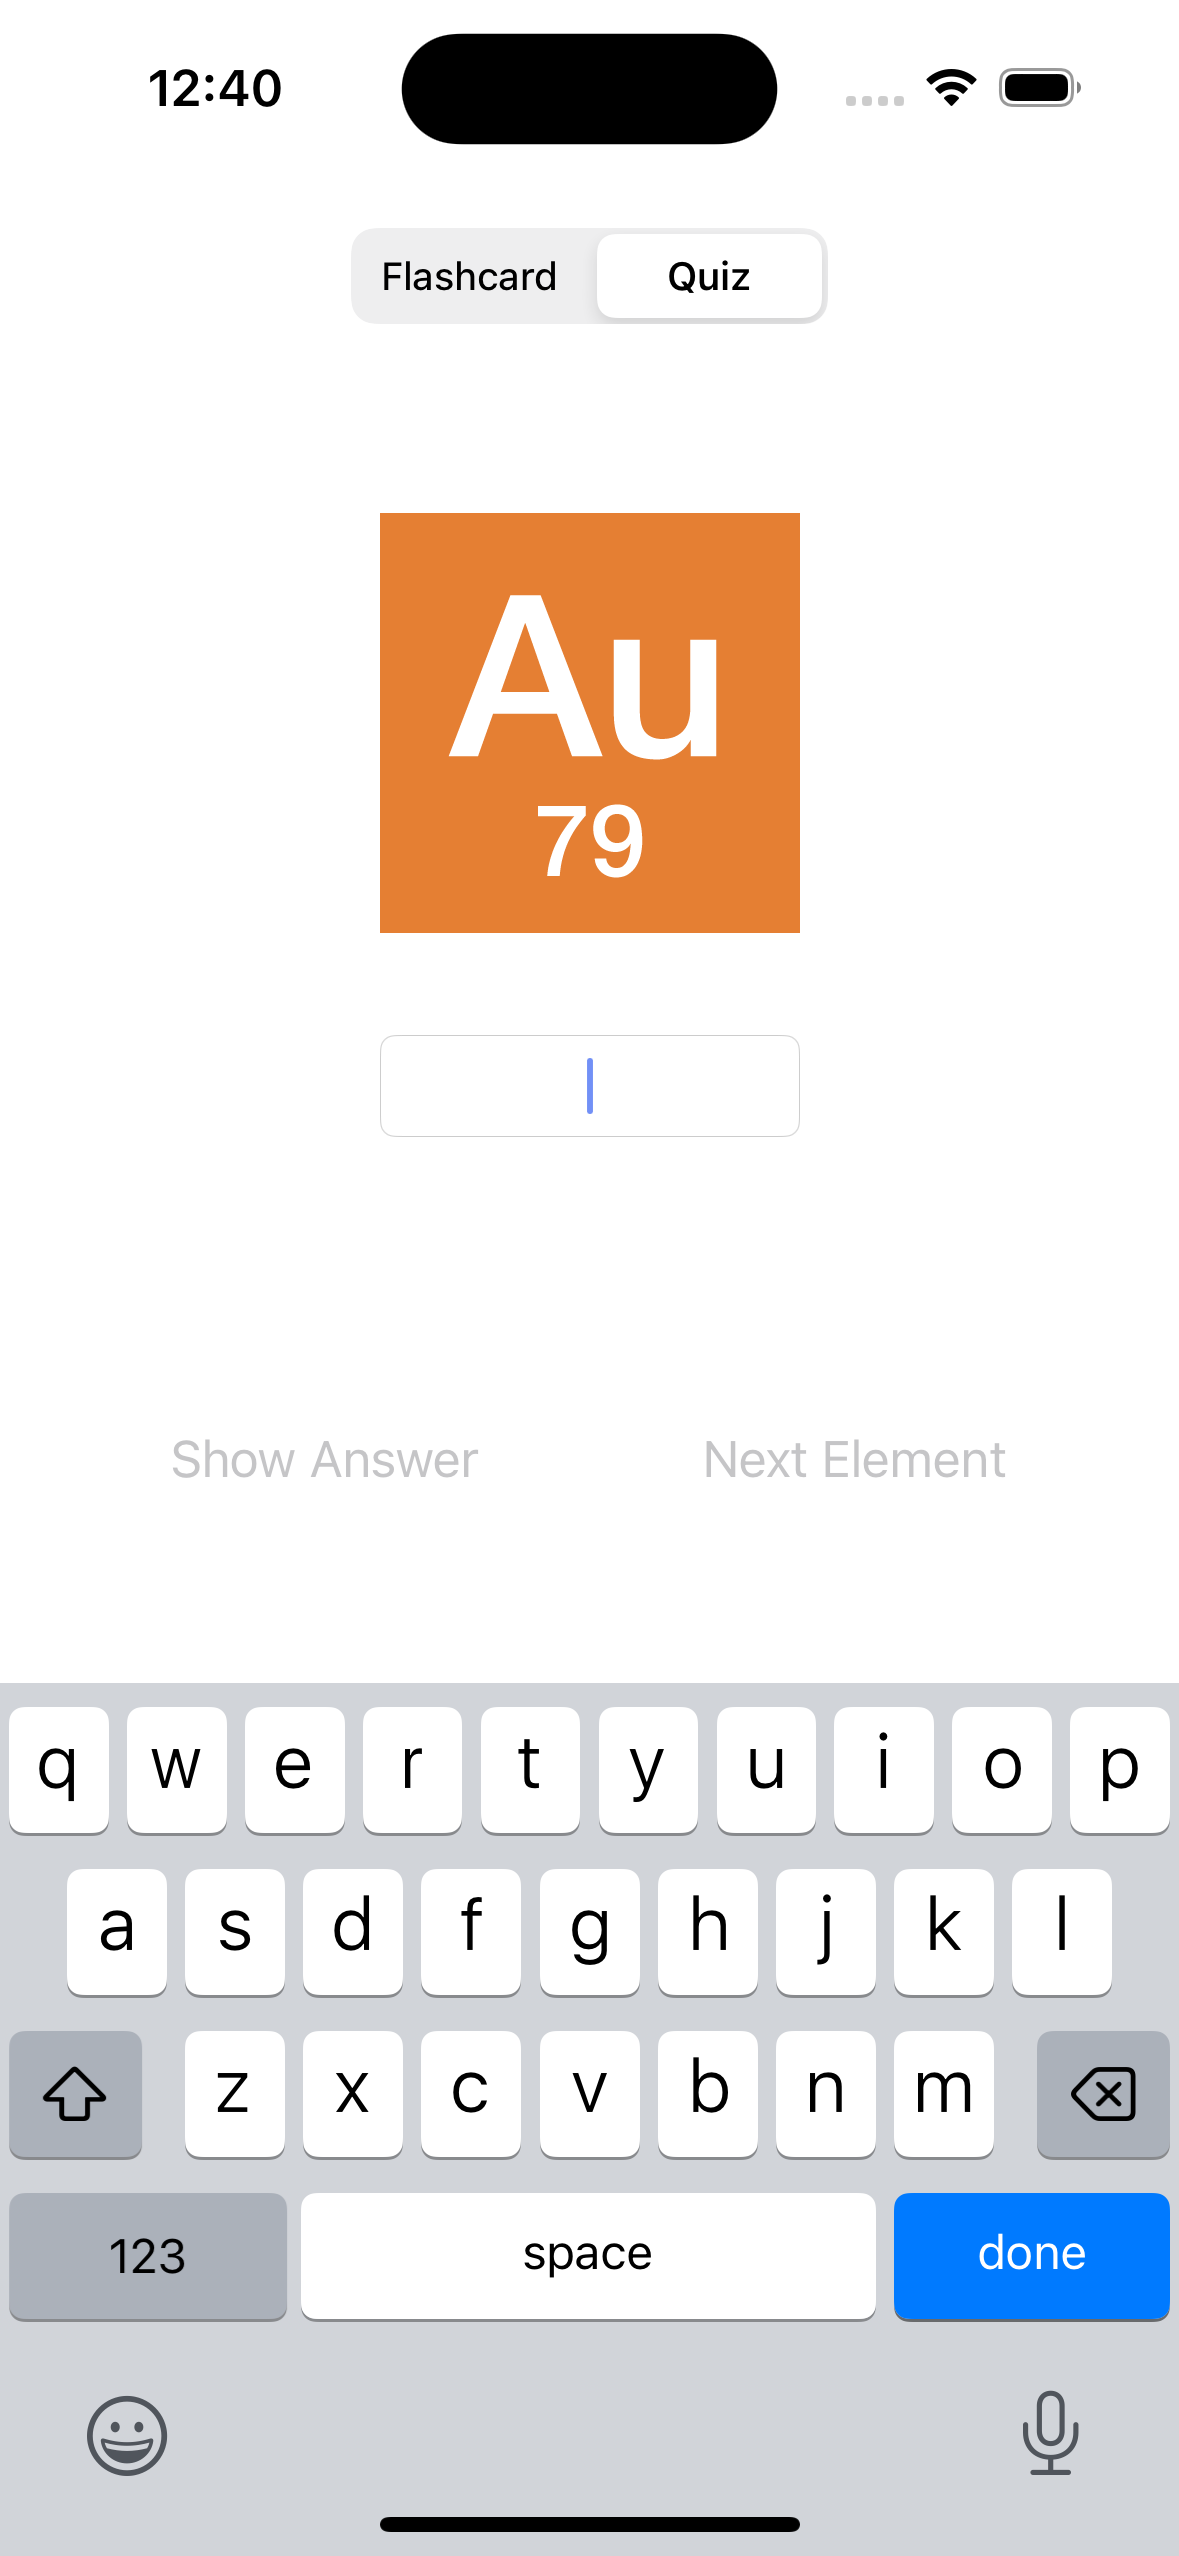 12:40
Flashcard Quiz
Au
79
Show Answer Next Element
q w e r t y u i o p
a s d f g h j k l
z x c v b n m
123 space done